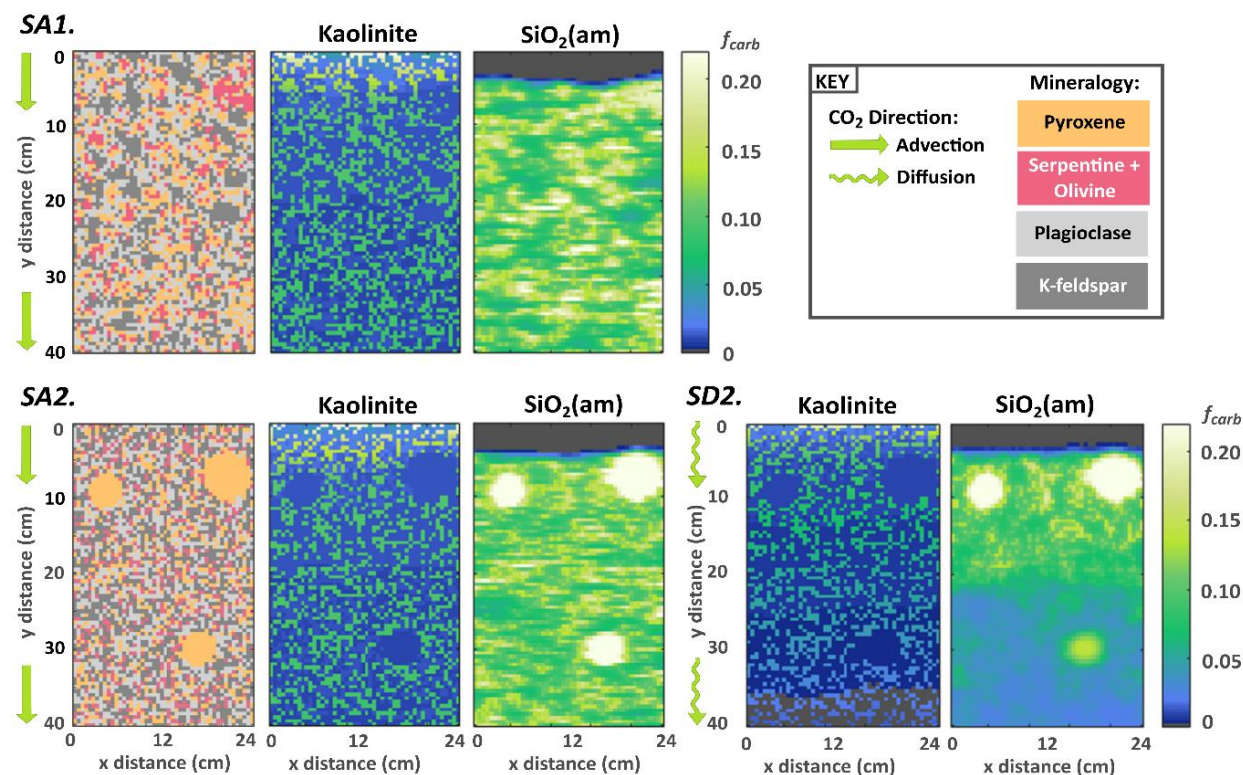 SA1.
Kaolinite
SiO₂(am)
f_carb
0
10
20
30
40
y distance (cm)
0.20
0.15
0.10
0.05
0
0
12
24
KEY
Mineralogy:
CO₂ Direction:
Advection
Diffusion
Pyroxene
Serpentine +
Olivine
Plagioclase
K-feldspar
SA2.
Kaolinite
SiO₂(am)
0
10
20
30
40
y distance (cm)
0
12
24
0
12
24
0
12
24
x distance (cm)
x distance (cm)
SD2.
Kaolinite
SiO₂(am)
f_carb
0
10
20
30
40
y distance (cm)
0.20
0.15
0.10
0.05
0
0
12
24
0
12
24
x distance (cm)
x distance (cm)